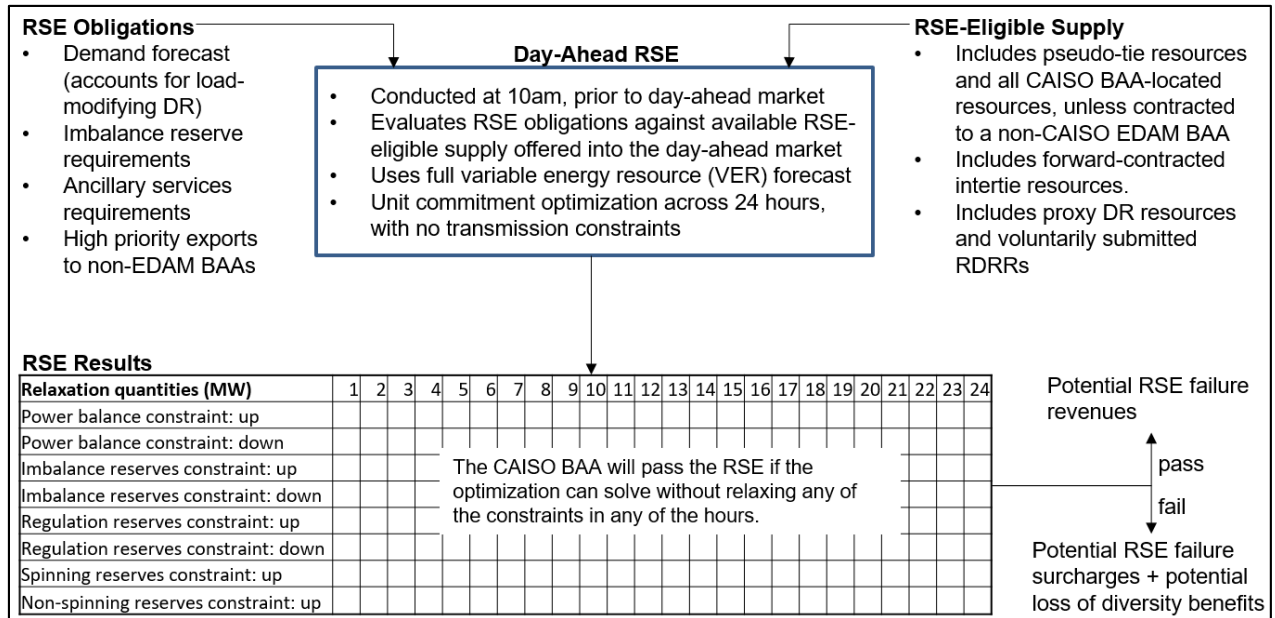 RSE Obligations
• Demand forecast
(accounts for load-
modifying DR)
• Imbalance reserve
requirements
• Ancillary services
requirements
• High priority exports
to non-EDAM BAAs
Day-Ahead RSE
• Conducted at 10am, prior to day-ahead market
• Evaluates RSE obligations against available RSE-
eligible supply offered into the day-ahead market
• Uses full variable energy resource (VER) forecast
• Unit commitment optimization across 24 hours,
with no transmission constraints
RSE-Eligible Supply
• Includes pseudo-tie resources
and all CAISO BAA-located
resources, unless contracted
to a non-CAISO EDAM BAA
• Includes forward-contracted
intertie resources.
• Includes proxy DR resources
and voluntarily submitted
RDRRs
RSE Results
Relaxation quantities (MW) 1 2 3 4 5 6 7 8 9 10 11 12 13 14 15 16 17 18 19 20 21 22 23 24
Power balance constraint: up
Power balance constraint: down
Imbalance reserves constraint: up
Imbalance reserves constraint: down
Regulation reserves constraint: up
Regulation reserves constraint: down
Spinning reserves constraint: up
Non-spinning reserves constraint: up
The CAISO BAA will pass the RSE if the
optimization can solve without relaxing any of
the constraints in any of the hours.
Potential RSE failure
revenues
pass
fail
Potential RSE failure
surcharges + potential
loss of diversity benefits